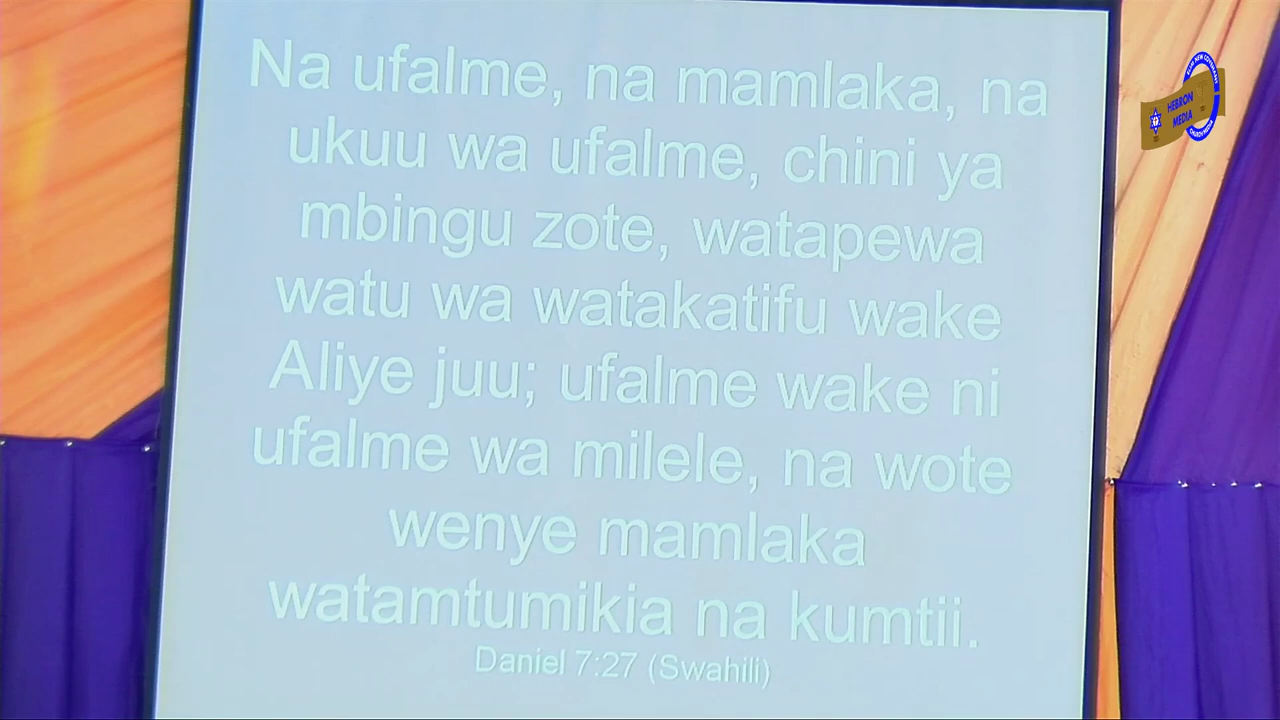 Na ufalme, na mamlaka, na
ukuu wa ufalme, chini ya
mbingu zote, watapewa
watu wa watakatifu wake
Aliye juu; ufalme wake ni
ufalme wa milele, na wote
wenye mamlaka
watamtumikia na kumtii.
Daniel 7:27 (Swahili)
HEBRON
MEDIA